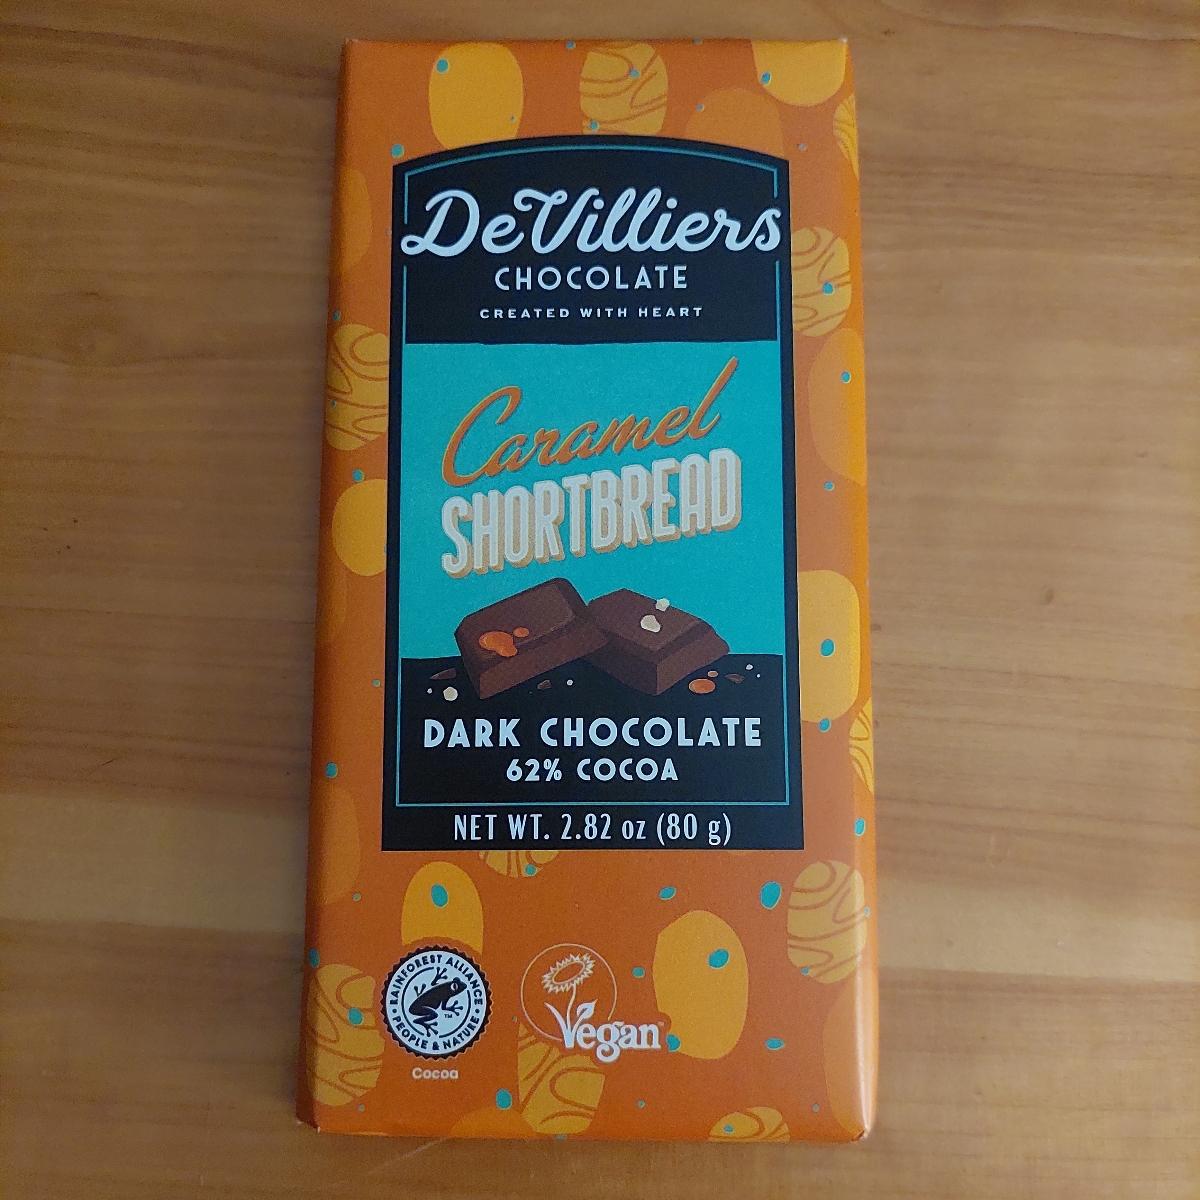 DeVilliers
CHOCOLATE
CREATED WITH HEART
Caramel
SHORTBREAD
DARK CHOCOLATE
62% COCOA
NET WT. 2.82 oz (80 g)
RAINFOREST ALLIANCE
PEOPLE & NATURE
TM
Cocoa
Vegan